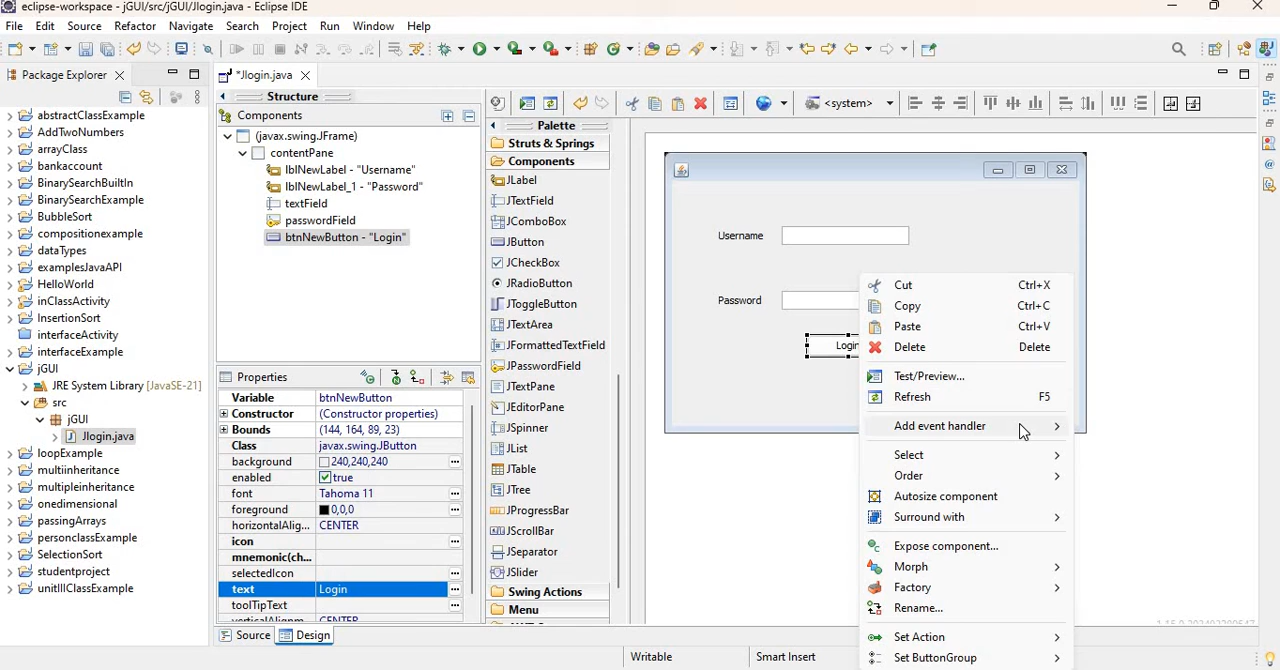 eclipse-workspace - jGUI/src/jGUI/Jlogin.java - Eclipse IDE
File Edit Source Refactor Navigate Search Project Run Window Help
Package Explorer
abstractClassExample
AddTwoNumbers
arrayClass
bankaccount
BinarySearchBuiltIn
BinarySearchExample
BubbleSort
compositionexample
dataTypes
examplesJavaAPI
HelloWorld
inClassActivity
InsertionSort
interfaceActivity
interfaceExample
jGUI
JRE System Library [JavaSE-21]
src
jGUI
Jlogin.java
loopExample
multiinheritance
multipleinheritance
onedimensional
passingArrays
personclassExample
SelectionSort
studentproject
unitIIIClassExample
*Jlogin.java
Structure
Components
(javax.swing.JFrame)
contentPane
lblNewLabel - "Username"
lblNewLabel_1 - "Password"
textField
passwordField
btnNewButton - "Login"
Properties
Variable btnNewButton
Constructor (Constructor properties)
Bounds (144, 164, 89, 23)
Class javax.swing.JButton
background 240,240,240
enabled true
font Tahoma 11
foreground 0,0,0
horizontalAlig... CENTER
icon
mnemonic(ch...
selectedIcon
text Login
toolTipText
Source Design
Palette
Struts & Springs
Components
JLabel
JTextField
JComboBox
JButton
JCheckBox
JRadioButton
JToggleButton
JTextArea
JFormattedTextField
JPasswordField
JTextPane
JEditorPane
JSpinner
JList
JTable
JTree
JProgressBar
JScrollBar
JSeparator
JSlider
Swing Actions
Menu
<system>
Username
Password
Login
Cut Ctrl+X
Copy Ctrl+C
Paste Ctrl+V
Delete Delete
Test/Preview...
Refresh F5
Add event handler
Select
Order
Autosize component
Surround with
Expose component...
Morph
Factory
Rename...
Set Action
Set ButtonGroup
Writable Smart Insert